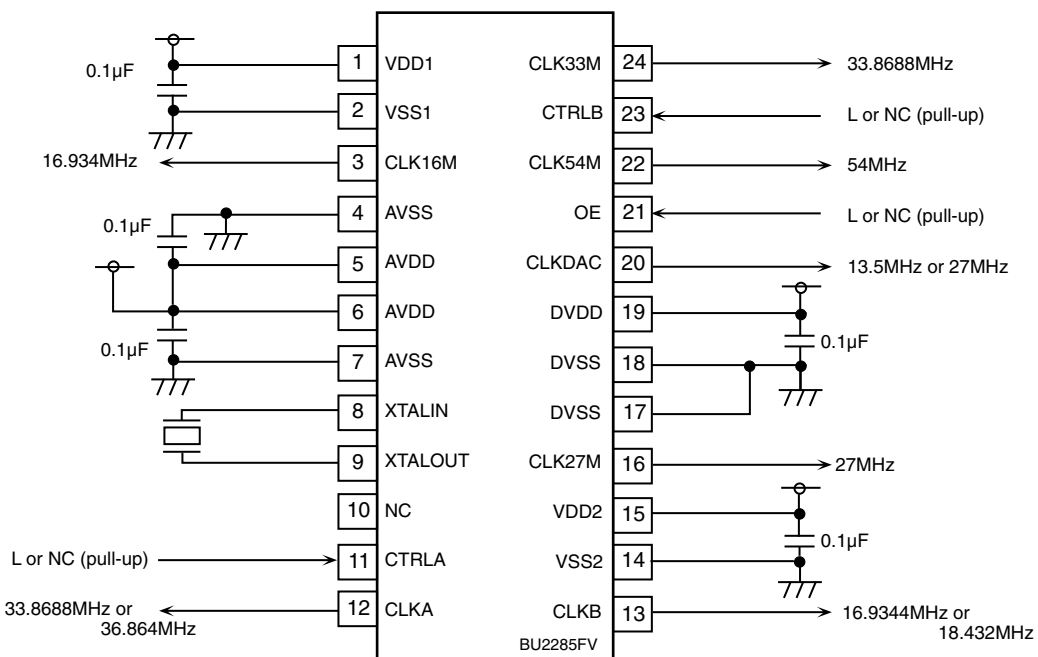 0.1µF
1 VDD1
2 VSS1
16.934MHz
3 CLK16M
0.1µF
4 AVSS
5 AVDD
6 AVDD
0.1µF
7 AVSS
8 XTALIN
9 XTALOUT
10 NC
L or NC (pull-up)
11 CTRLA
33.8688MHz or
36.864MHz
12 CLKA
CLK33M 24
33.8688MHz
CTRLB 23
L or NC (pull-up)
CLK54M 22
54MHz
OE 21
L or NC (pull-up)
CLKDAC 20
13.5MHz or 27MHz
DVDD 19
0.1µF
DVSS 18
DVSS 17
CLK27M 16
27MHz
VDD2 15
0.1µF
VSS2 14
CLKB 13
16.9344MHz or
18.432MHz
BU2285FV